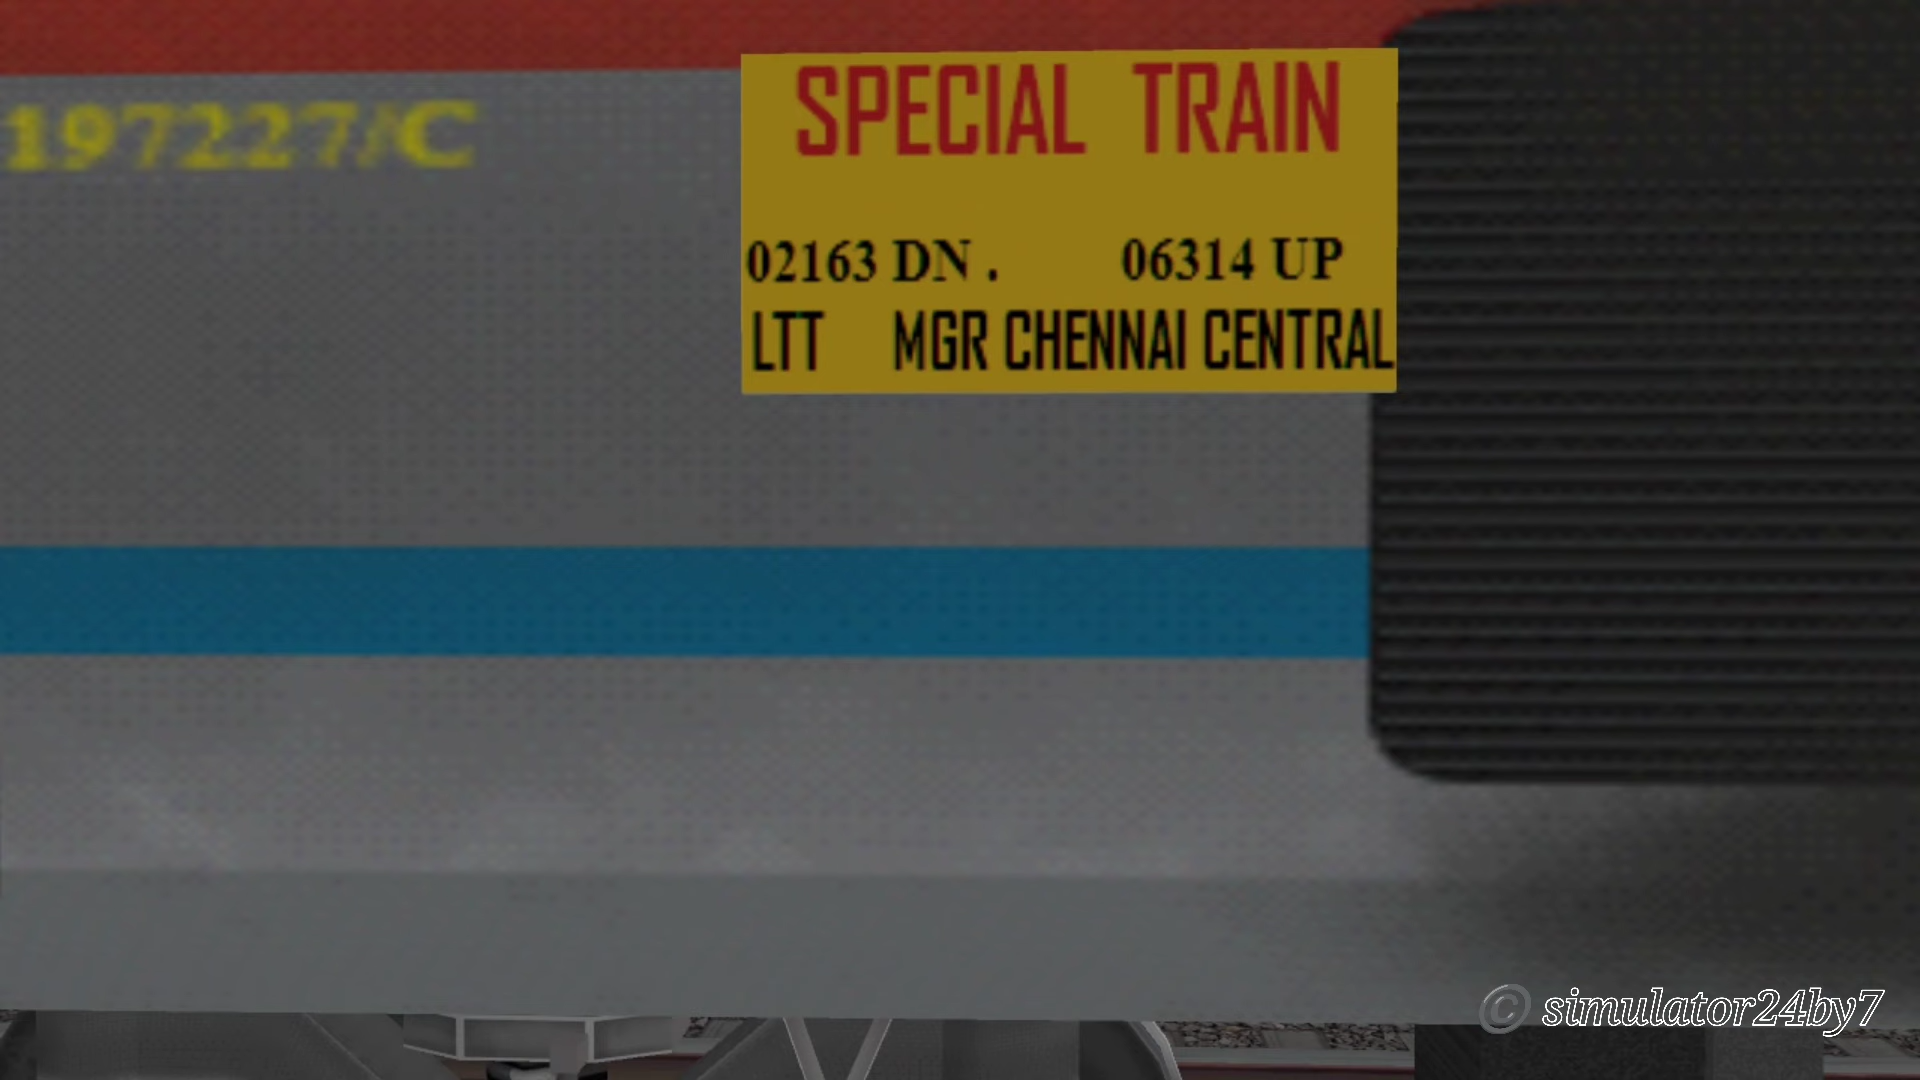 197227/C
SPECIAL TRAIN
02163 DN . 06314 UP
LTT MGR CHENNAI CENTRAL
© simulator24by7